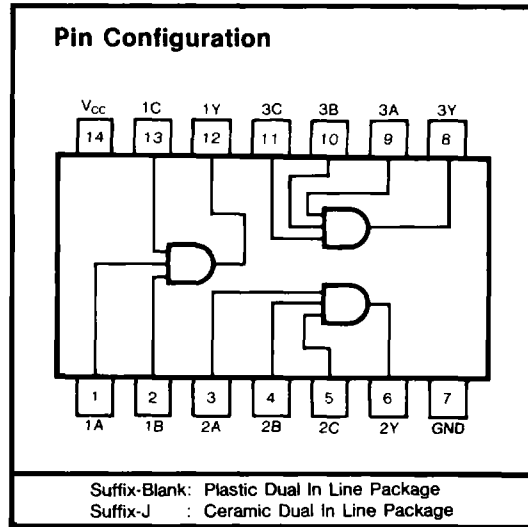 Pin Configuration
Vcc 1C 1Y 3C 3B 3A 3Y
14 13 12 11 10 9 8
1 2 3 4 5 6 7
1A 1B 2A 2B 2C 2Y GND
Suffix-Blank: Plastic Dual In Line Package
Suffix-J : Ceramic Dual In Line Package